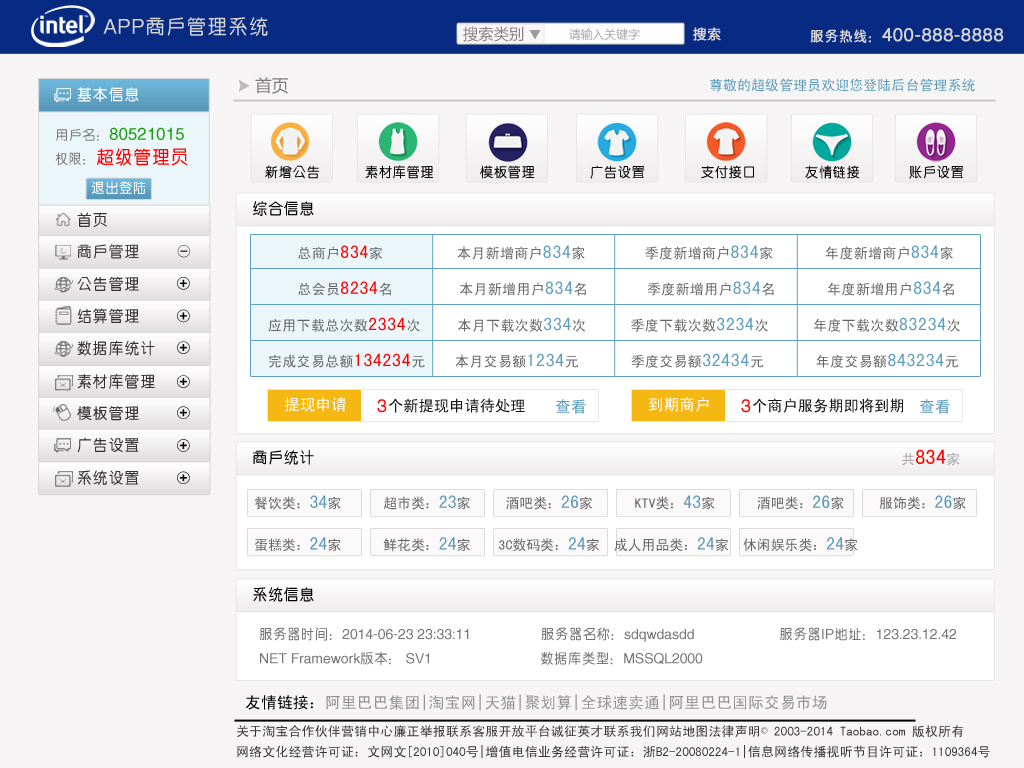 intel APP商戶管理系统 搜索类别▼ 请输入关键字 搜索 服务热线：400-888-8888
基本信息
用戶名：80521015
权限：超级管理员
退出登陆
首页
商戶管理
公告管理
结算管理
数据库统计
素材库管理
模板管理
广告设置
系统设置
首页 尊敬的超级管理员欢迎您登陆后台管理系统
新增公告 素材库管理 模板管理 广告设置 支付接口 友情链接 账戶设置
综合信息
总商户834家 本月新增商户834家 季度新增商户834家 年度新增商户834家
总会员8234名 本月新增用户834名 季度新增用户834名 年度新增用户834名
应用下载总次数2334次 本月下载次数334次 季度下载次数3234次 年度下载次数83234次
完成交易总额134234元 本月交易额1234元 季度交易额32434元 年度交易额843234元
提现申请 3个新提现申请待处理 查看 到期商户 3个商户服务期即将到期 查看
商戶统计 共834家
餐饮类：34家 超市类：23家 酒吧类：26家 KTV类：43家 酒吧类：26家 服饰类：26家
蛋糕类：24家 鲜花类：24家 3C数码类：24家 成人用品类：24家 休闲娱乐类：24家
系统信息
服务器时间：2014-06-23 23:33:11 服务器名称：sdqwdasdd 服务器IP地址：123.23.12.42
NET Framework版本： SV1 数据库类型：MSSQL2000
友情链接：阿里巴巴集团|淘宝网|天猫|聚划算|全球速卖通|阿里巴巴国际交易市场
关于淘宝合作伙伴营销中心廉正举报联系客服开放平台诚征英才联系我们网站地图法律声明© 2003-2014 Taobao.com 版权所有
网络文化经营许可证：文网文[2010]040号|增值电信业务经营许可证：浙B2-20080224-1|信息网络传播视听节目许可证：1109364号